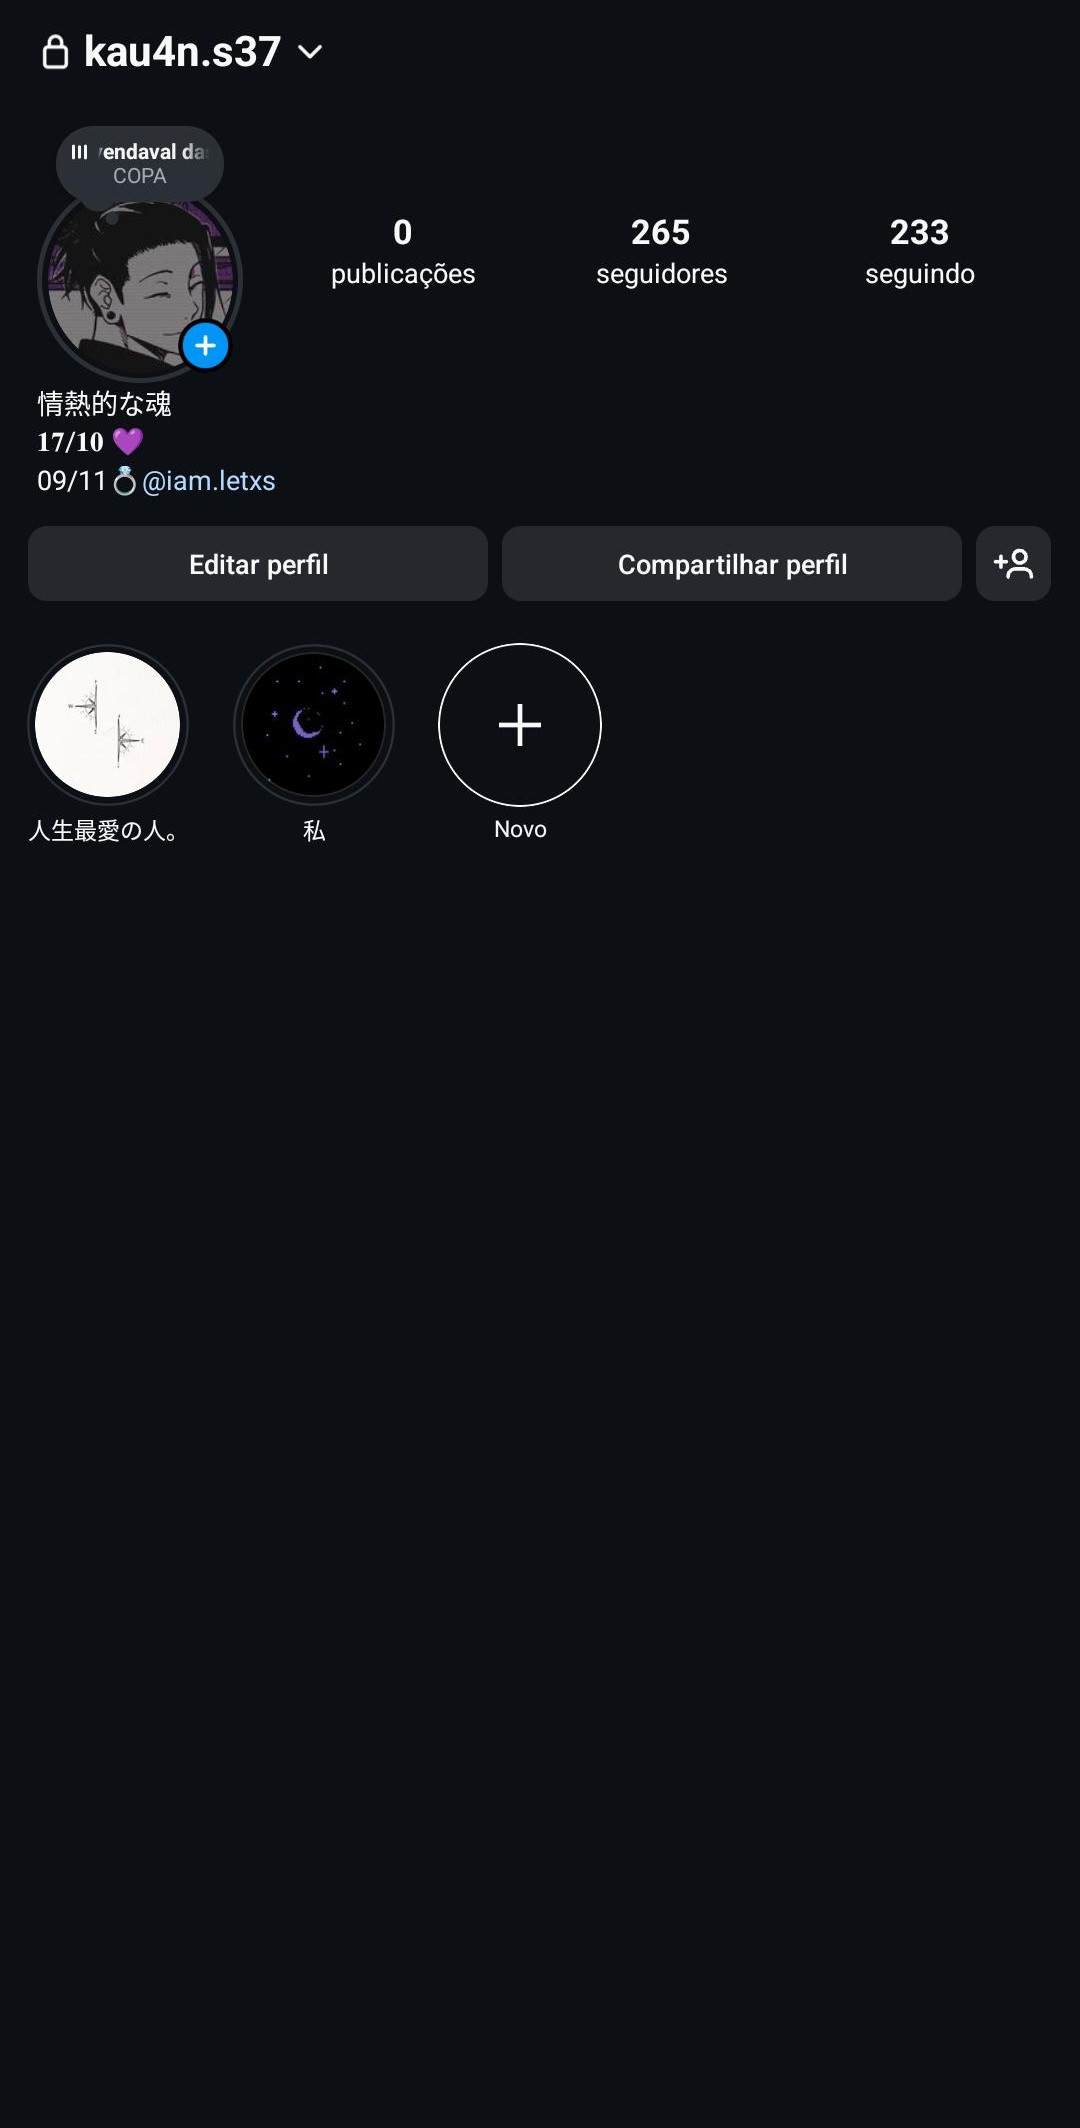 kau4n.s37
endaval da
COPA
0
publicações
265
seguidores
233
seguindo
情熱的な魂
17/10 💜
09/11💍@iam.letxs
Editar perfil
Compartilhar perfil
人生最愛の人。
私
Novo